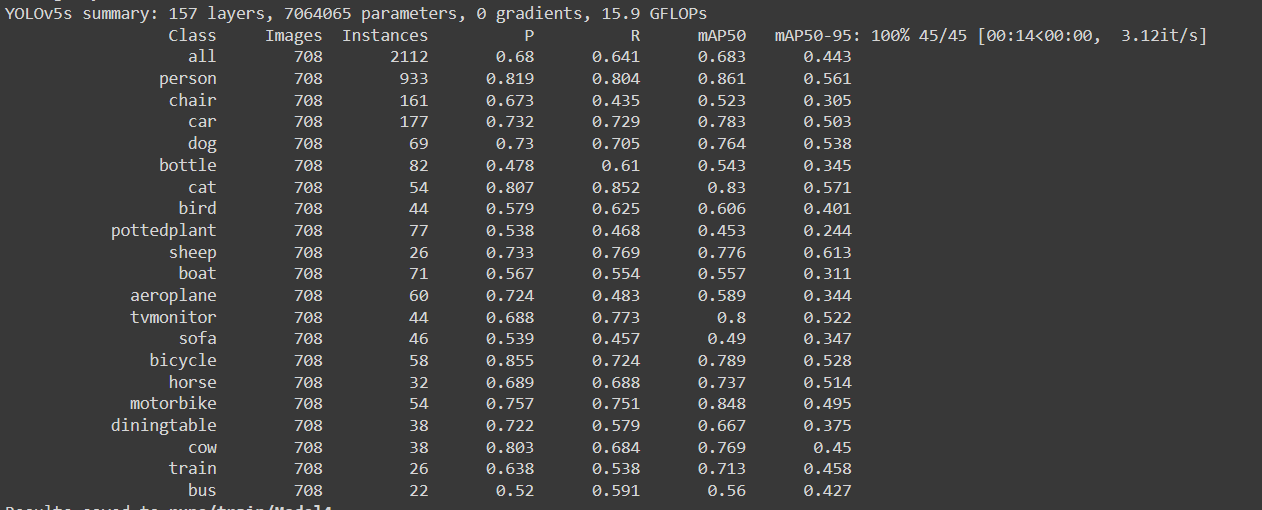 YOLOv5s summary: 157 layers, 7064065 parameters, 0 gradients, 15.9 GFLOPs
Class Images Instances P R mAP50 mAP50-95: 100% 45/45 [00:14<00:00, 3.12it/s]
all 708 2112 0.68 0.641 0.683 0.443
person 708 933 0.819 0.804 0.861 0.561
chair 708 161 0.673 0.435 0.523 0.305
car 708 177 0.732 0.729 0.783 0.503
dog 708 69 0.73 0.705 0.764 0.538
bottle 708 82 0.478 0.61 0.543 0.345
cat 708 54 0.807 0.852 0.83 0.571
bird 708 44 0.579 0.625 0.606 0.401
pottedplant 708 77 0.538 0.468 0.453 0.244
sheep 708 26 0.733 0.769 0.776 0.613
boat 708 71 0.567 0.554 0.557 0.311
aeroplane 708 60 0.724 0.483 0.589 0.344
tvmonitor 708 44 0.688 0.773 0.8 0.522
sofa 708 46 0.539 0.457 0.49 0.347
bicycle 708 58 0.855 0.724 0.789 0.528
horse 708 32 0.689 0.688 0.737 0.514
motorbike 708 54 0.757 0.751 0.848 0.495
diningtable 708 38 0.722 0.579 0.667 0.375
cow 708 38 0.803 0.684 0.769 0.45
train 708 26 0.638 0.538 0.713 0.458
bus 708 22 0.52 0.591 0.56 0.427